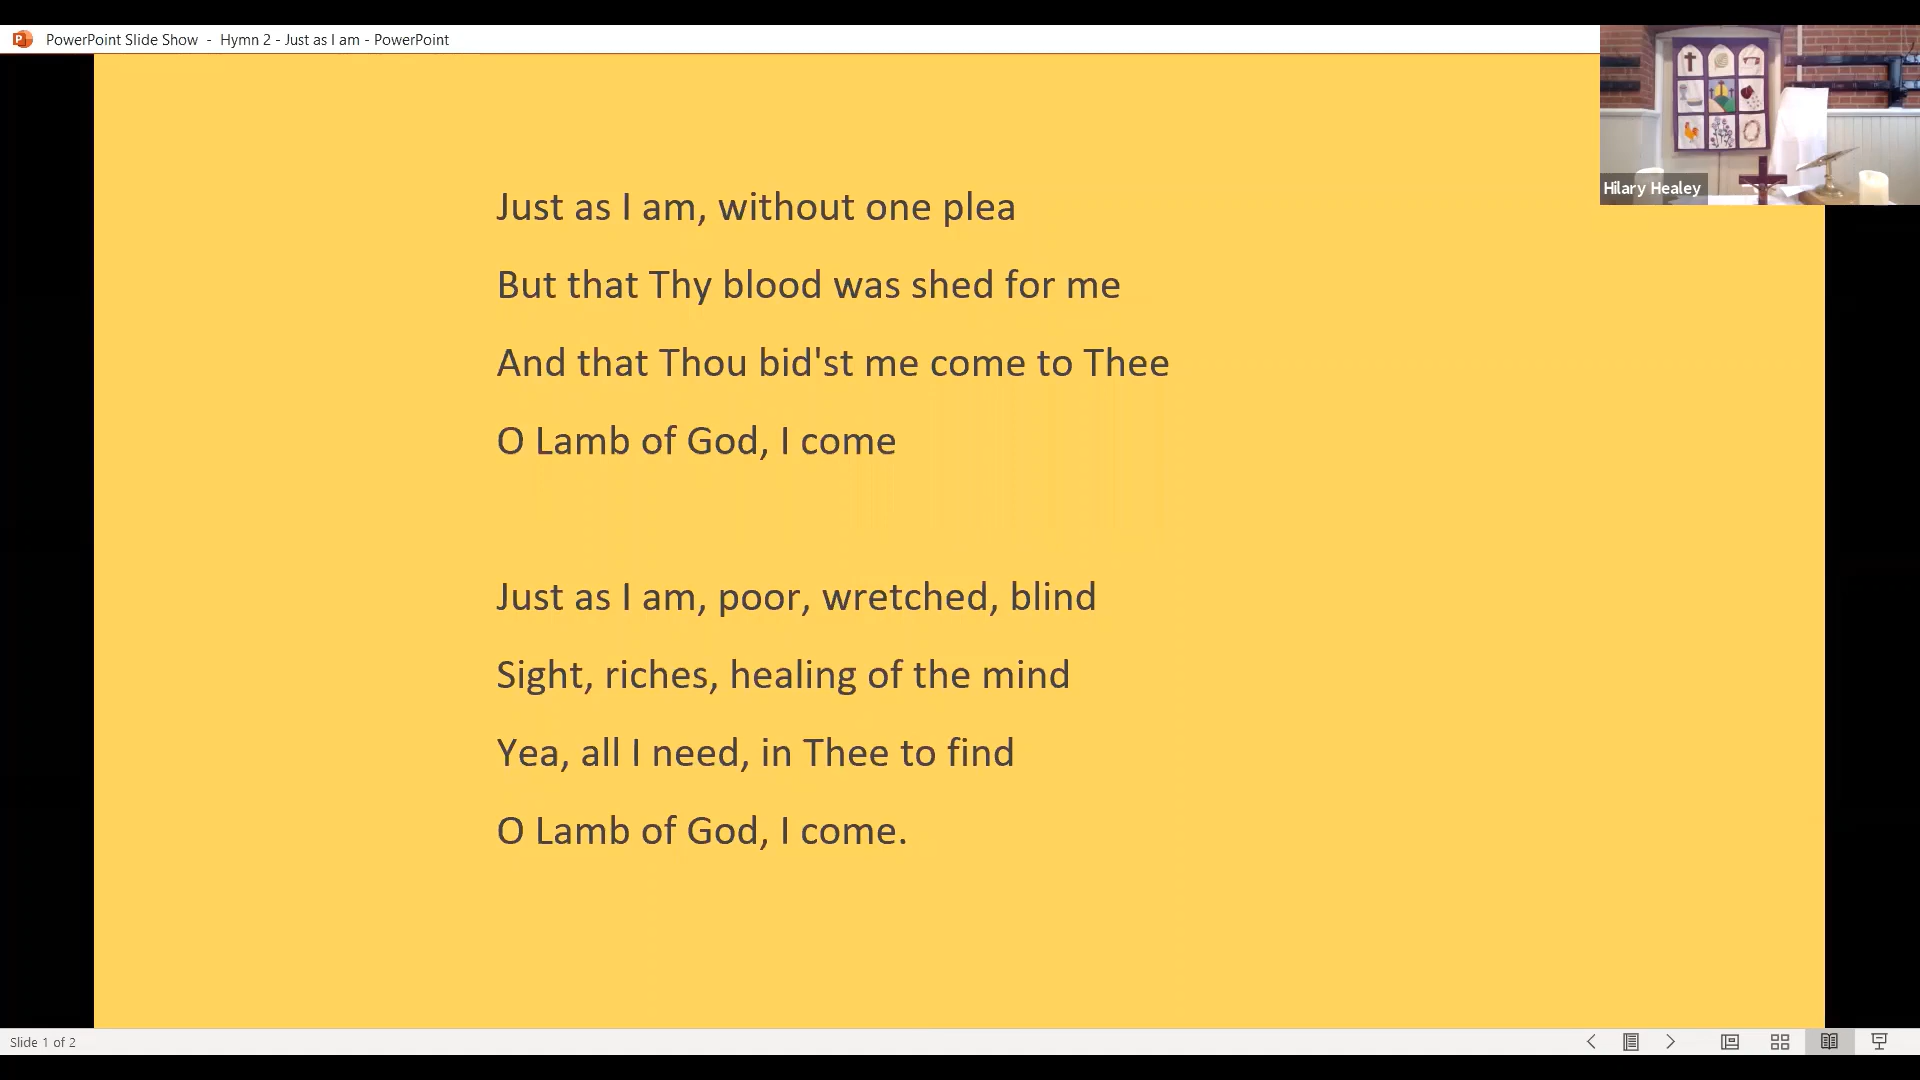 PowerPoint Slide Show - Hymn 2 - Just as I am - PowerPoint
Hilary Healey
Just as I am, without one plea
But that Thy blood was shed for me
And that Thou bid'st me come to Thee
O Lamb of God, I come
Just as I am, poor, wretched, blind
Sight, riches, healing of the mind
Yea, all I need, in Thee to find
O Lamb of God, I come.
Slide 1 of 2